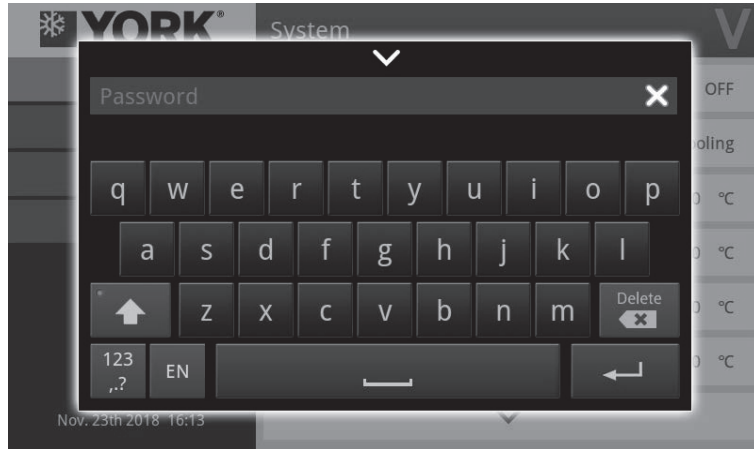 YORK®
System
V
Password
OFF
oling
q w e r t y u i o p
°C
a s d f g h j k l
°C
z x c v b n m Delete
°C
123 EN
,.?
°C
Nov. 23th 2018 16:13